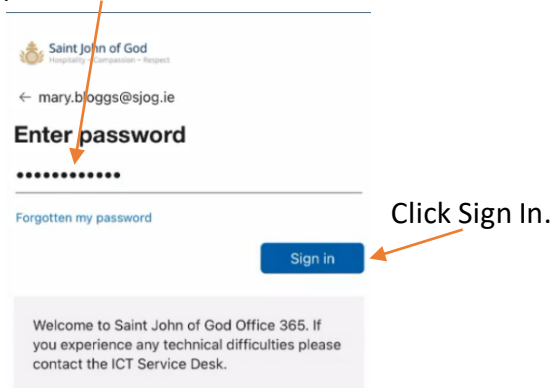 Saint John of God
Hospitality ~ Compassion ~ Respect
← mary.bloggs@sjog.ie
Enter password
••••••••••••
Forgotten my password
Click Sign In.
Sign in
Welcome to Saint John of God Office 365. If
you experience any technical difficulties please
contact the ICT Service Desk.